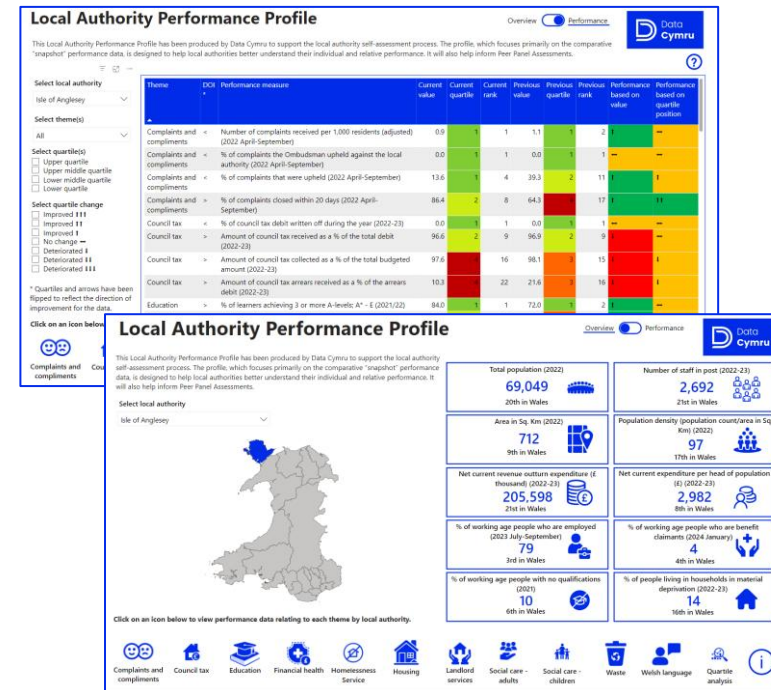 Local Authority Performance Profile
Overview Performance
Data
Cymru
This Local Authority Performance Profile has been produced by Data Cymru to support the local authority self-assessment process. The profile, which focuses primarily on the comparative
"snapshot" performance data, is designed to help local authorities better understand their individual and relative performance. It will also help inform Peer Panel Assessments.
Select local authority
Isle of Anglesey
Select theme(s)
All
Select quartile(s)
Upper quartile
Upper middle quartile
Lower middle quartile
Lower quartile
Select quartile change
Improved ↑↑↑
Improved ↑↑
Improved ↑
No change
Deteriorated ↓
Deteriorated ↓↓
Deteriorated ↓↓↓
* Quartiles and arrows have been
flipped to reflect the direction of
improvement for the data.
Click on an icon below
Complaints and
compliments
Theme DOI * Performance measure Current value Current quartile Current rank Previous value Previous quartile Previous rank Performance based on value Performance based on quartile position
Complaints and compliments < Number of complaints received per 1,000 residents (adjusted) (2022 April-September) 0.9 1 1 1.1 1 2
Complaints and compliments < % of complaints the Ombudsman upheld against the local authority (2022 April-September) 0.0 1 1 0.0 1 1
Complaints and compliments < % of complaints that were upheld (2022 April-September) 13.6 1 4 39.3 2 11
Complaints and compliments > % of complaints closed within 20 days (2022 April-September) 86.4 2 8 64.3 17
Council tax < % of council tax debit written off during the year (2022-23) 0.0 1 1 0.0 1 1
Council tax > Amount of council tax received as a % of the total debit (2022-23) 96.6 2 9 96.9 2 9
Council tax > Amount of council tax collected as a % of the total budgeted amount (2022-23) 97.6 16 98.1 3 15
Council tax > Amount of council tax arrears received as a % of the arrears debit (2022-23) 10.3 22 21.6 3 16
Education > % of learners achieving 3 or more A-levels; A* - E (2021/22) 84.0 1 1 72.0 1 2
Local Authority Performance Profile
Overview Performance
Data
Cymru
This Local Authority Performance Profile has been produced by Data Cymru to support the local authority
self-assessment process. The profile, which focuses primarily on the comparative "snapshot" performance
data, is designed to help local authorities better understand their individual and relative performance. It
will also help inform Peer Panel Assessments.
Select local authority
Isle of Anglesey
Total population (2022)
69,049
20th in Wales
Number of staff in post (2022-23)
2,692
21st in Wales
Area in Sq. Km (2022)
712
9th in Wales
Population density (population count/area in Sq.
Km) (2022)
97
17th in Wales
Net current revenue outturn expenditure (£
thousand) (2022-23)
205,598
21st in Wales
Net current expenditure per head of population
(£) (2022-23)
2,982
8th in Wales
% of working age people who are employed
(2023 July-September)
79
3rd in Wales
% of working age people who are benefit
claimants (2024 January)
4
4th in Wales
% of working age people with no qualifications
(2021)
10
6th in Wales
% of people living in households in material
deprivation (2022-23)
14
16th in Wales
Click on an icon below to view performance data relating to each theme by local authority.
Complaints and
compliments
Council tax
Education
Financial health
Homelessness
Service
Housing
Landlord
services
Social care -
adults
Social care -
children
Waste
Welsh language
Quartile
analysis